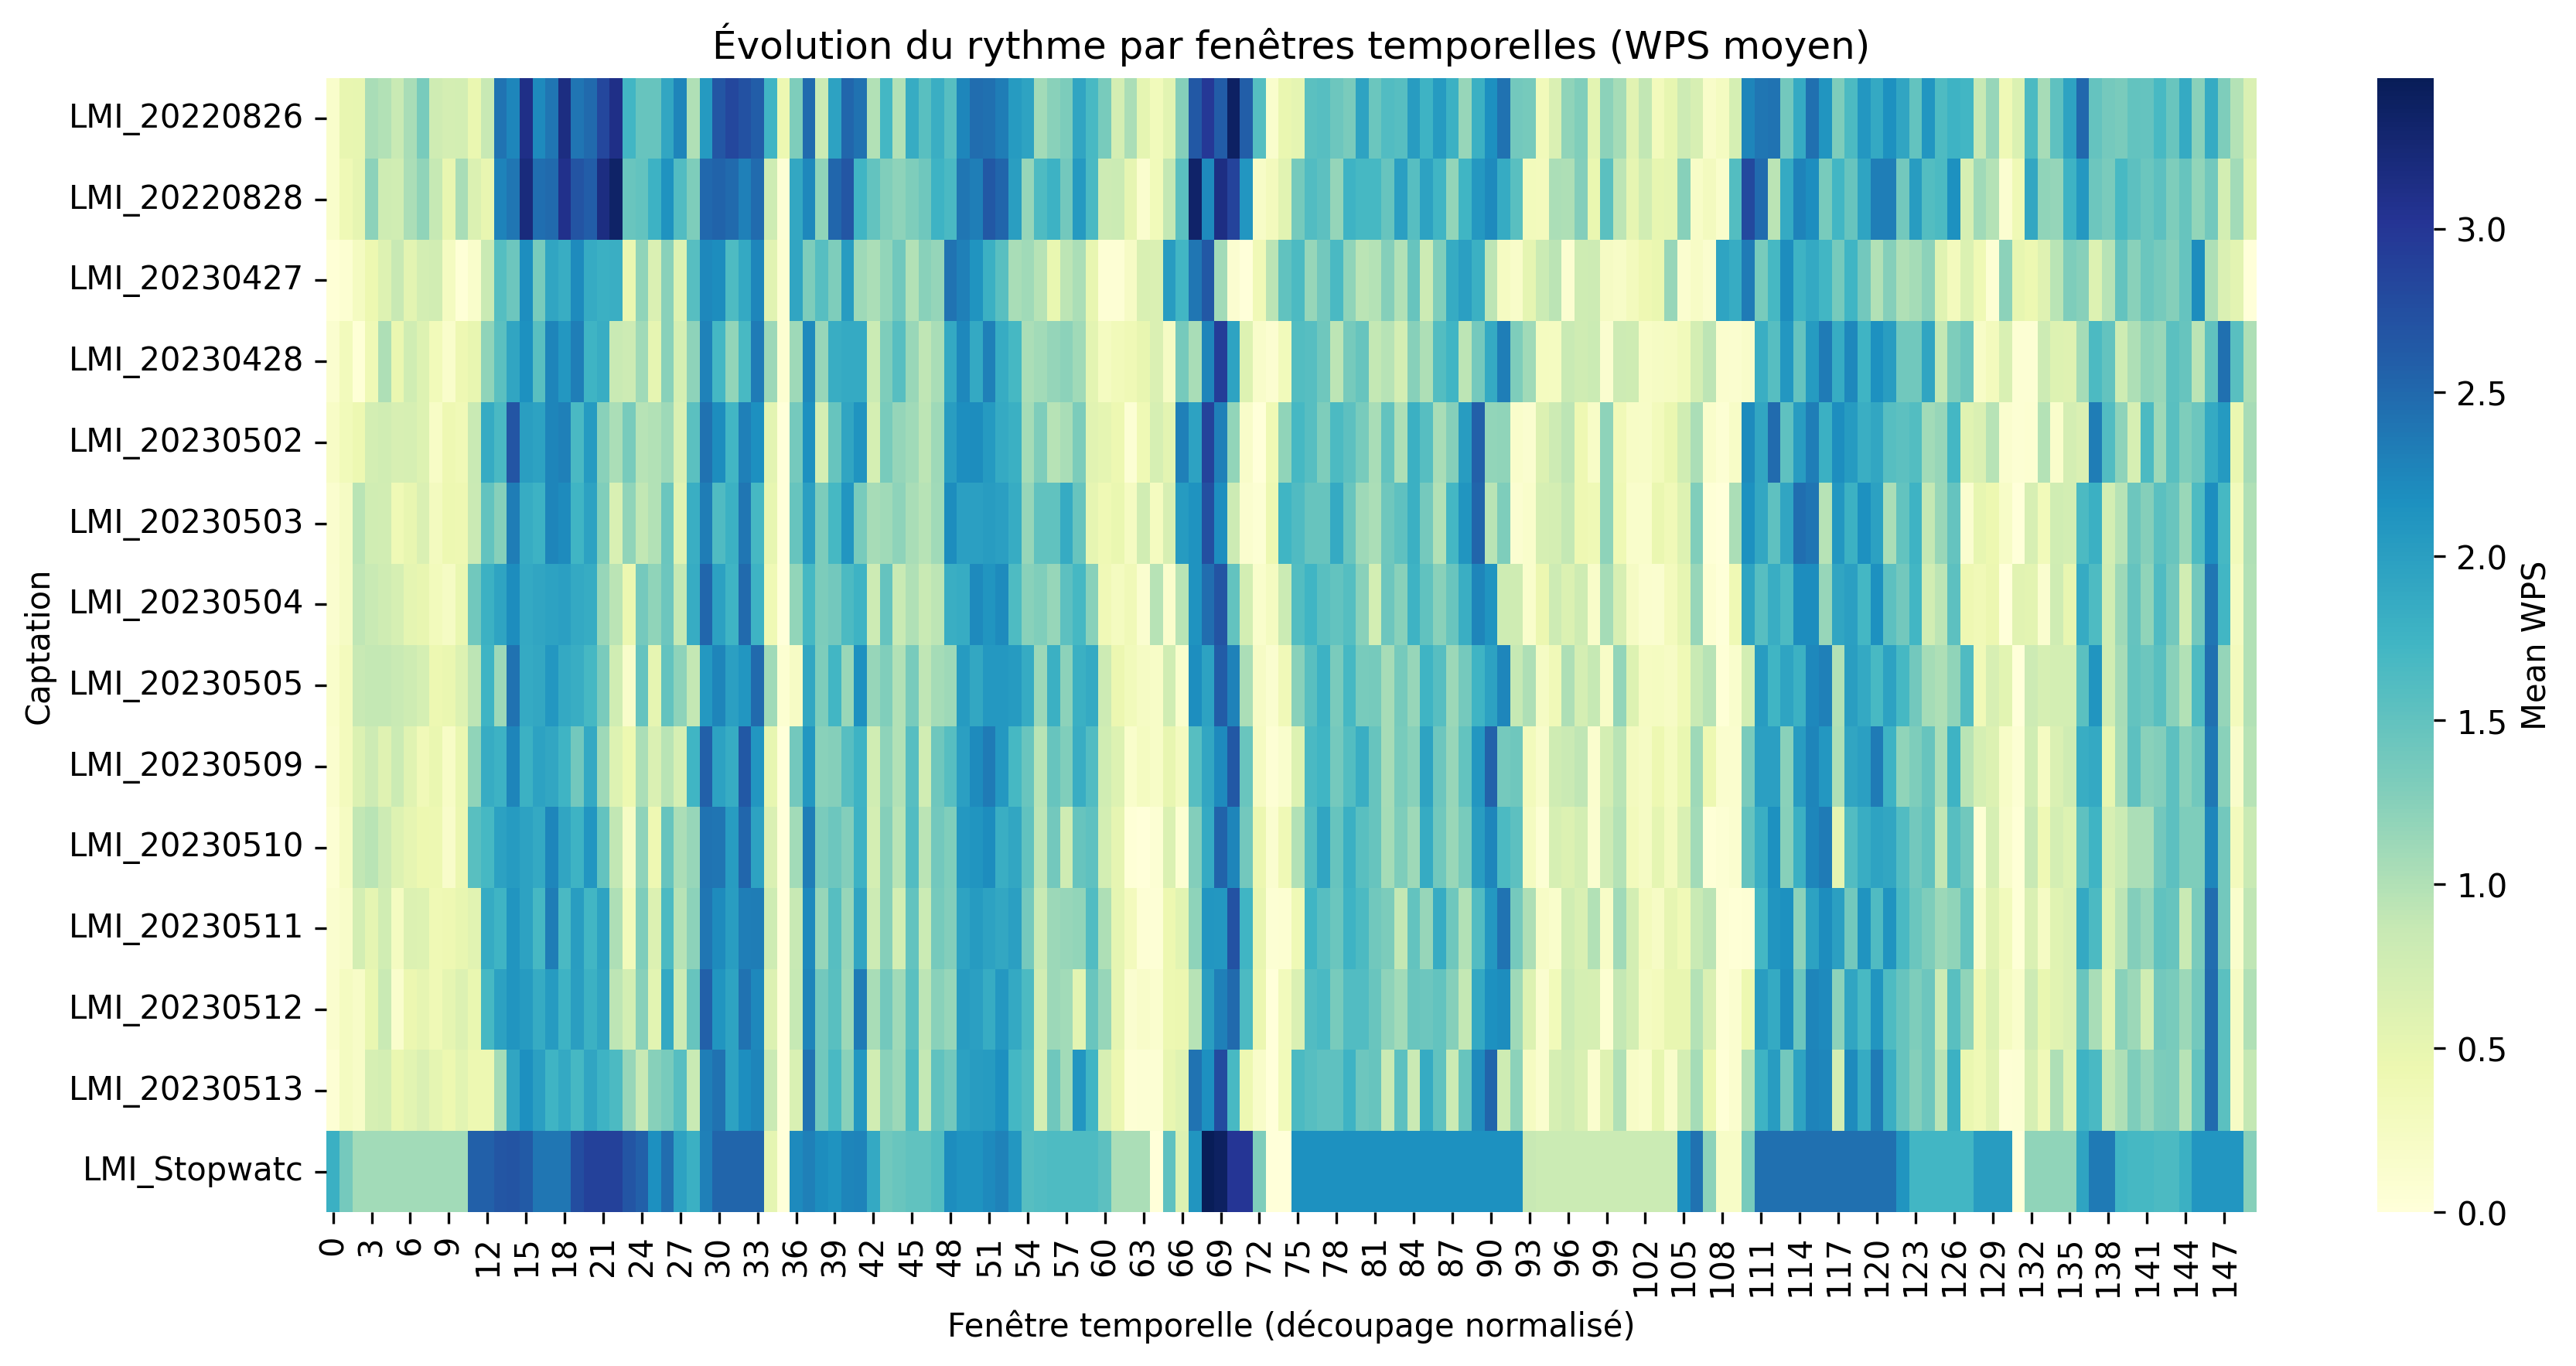 Évolution du rythme par fenêtres temporelles (WPS moyen)
Captation
LMI_20220826
LMI_20220828
LMI_20230427
LMI_20230428
LMI_20230502
LMI_20230503
LMI_20230504
LMI_20230505
LMI_20230509
LMI_20230510
LMI_20230511
LMI_20230512
LMI_20230513
LMI_Stopwatc
0 3 6 9 12 15 18 21 24 27 30 33 36 39 42 45 48 51 54 57 60 63 66 69 72 75 78 81 84 87 90 93 96 99 102 105 108 111 114 117 120 123 126 129 132 135 138 141 144 147
Fenêtre temporelle (découpage normalisé)
3.0
2.5
2.0
1.5
1.0
0.5
0.0
Mean WPS